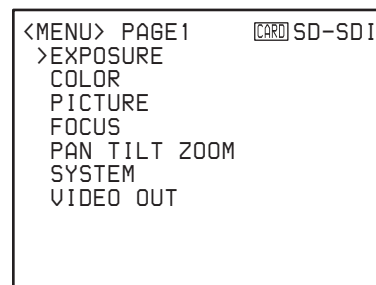 <MENU> PAGE1 CARD SD-SDI
>EXPOSURE
COLOR
PICTURE
FOCUS
PAN TILT ZOOM
SYSTEM
VIDEO OUT